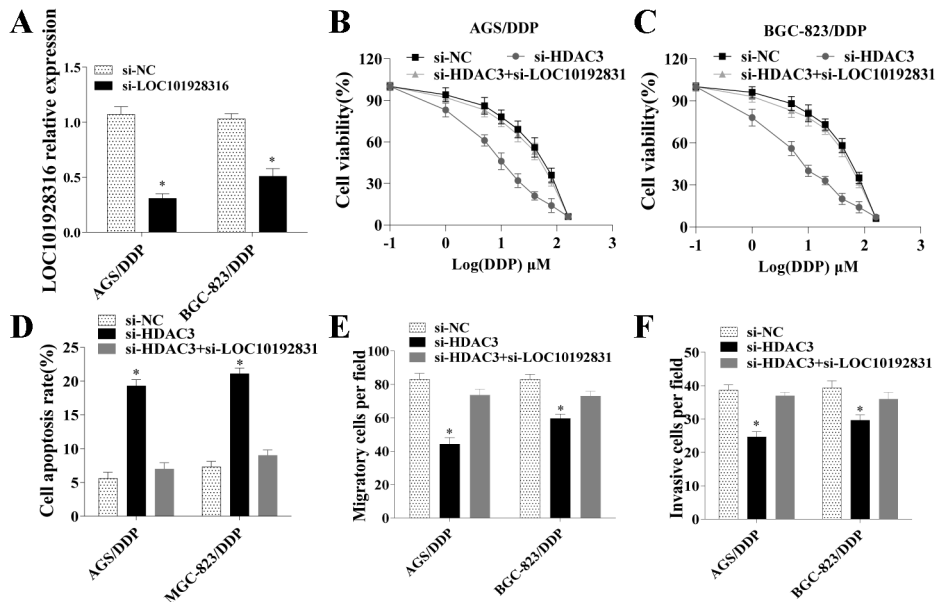 A
LOC101928316 relative expression
si-NC
si-LOC101928316
1.5
1.0
0.5
0.0
*
*
AGS/DDP
BGC-823/DDP
B
AGS/DDP
si-NC
si-HDAC3
si-HDAC3+si-LOC10192831
Cell viability(%)
120
90
60
30
0
-1
0
1
2
3
Log(DDP) µM
C
BGC-823/DDP
si-NC
si-HDAC3
si-HDAC3+si-LOC10192831
Cell viability(%)
120
90
60
30
0
-1
0
1
2
3
Log(DDP) µM
D
si-NC
si-HDAC3
si-HDAC3+si-LOC10192831
Cell apoptosis rate(%)
25
20
15
10
5
0
*
*
AGS/DDP
MGC-823/DDP
E
si-NC
si-HDAC3
si-HDAC3+si-LOC10192831
Migratory cells per field
100
80
60
40
20
0
*
*
AGS/DDP
BGC-823/DDP
F
si-NC
si-HDAC3
si-HDAC3+si-LOC10192831
Invasive cells per field
50
40
30
20
10
0
*
*
AGS/DDP
BGC-823/DDP